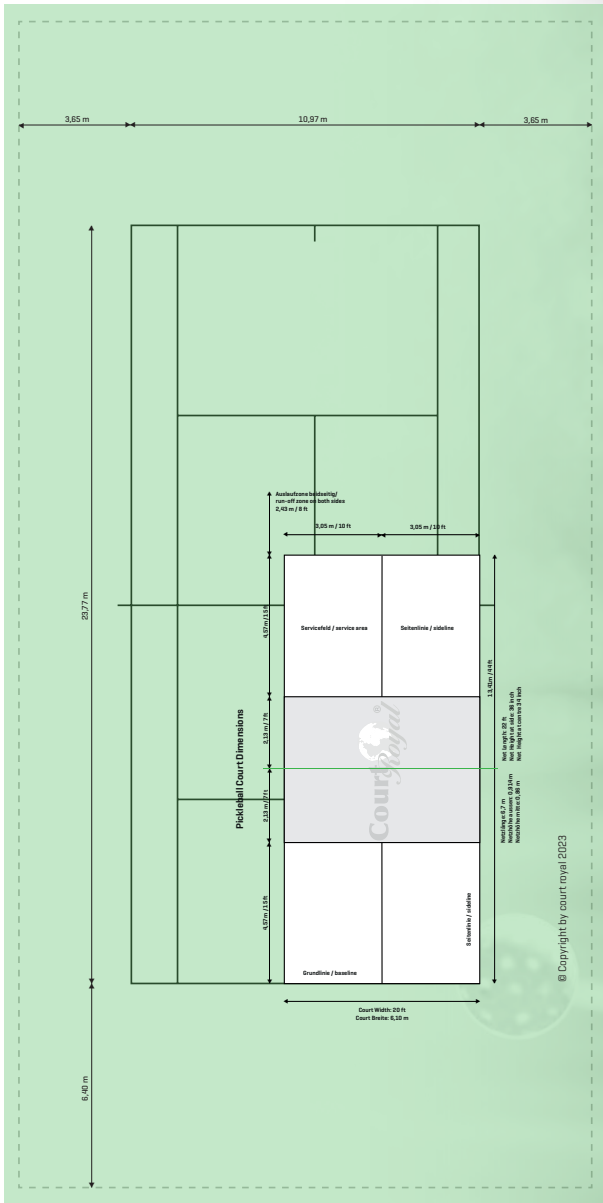 3,65 m
10,97 m
3,65 m
23,77 m
6,40 m
Auslaufzone beidseitig/
run-off zone on both sides
2,43 m / 8 ft
3,05 m / 10 ft
3,05 m / 10 ft
4,57m / 15 ft
Servicefeld / service area
Seitenlinie / sideline
13,41m / 44 ft
Pickleball Court Dimensions
2,13 m / 7 ft
2,13 m / 7 ft
Court
Royal®
Net Length: 22 ft
Net Height at side: 36 inch
Net Height at centre 34 inch
Netzlänge: 6,7 m
Netzhöhe aussen: 0,914 m
Netzhöhe mitte: 0,86 m
4,57m / 15 ft
Seitenlinie / sideline
Grundlinie / baseline
Court Width: 20 ft
Court Breite: 6,10 m
© Copyright by court royal 2023